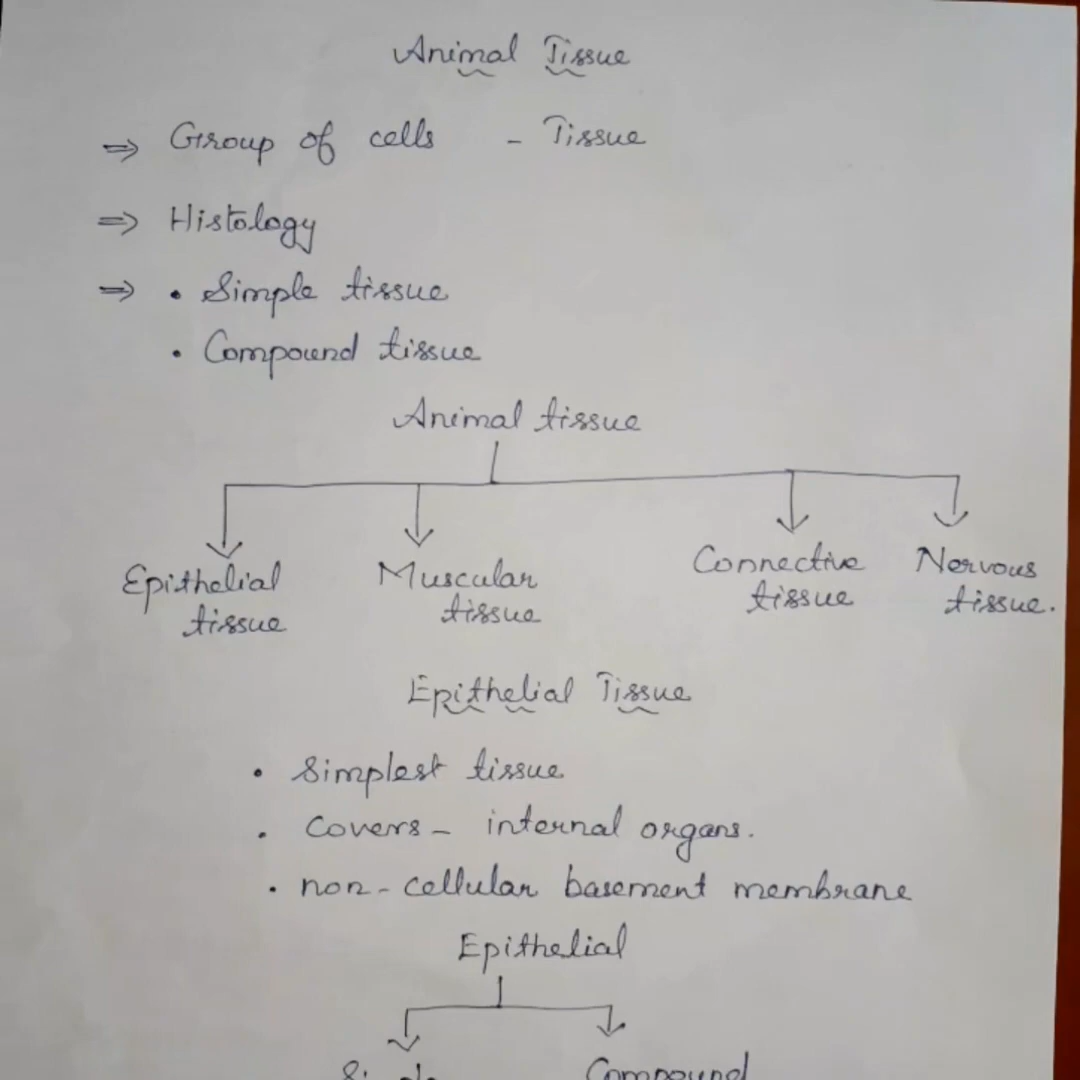 Animal Tissue
⇒ Group of cells - Tissue
⇒ Histology
⇒ • Simple tissue
• Compound tissue
Animal tissue
Epithelial tissue
Muscular tissue
Connective tissue
Nervous tissue.
Epithelial Tissue
• Simplest tissue
• Covers - internal organs.
• non-cellular basement membrane
Epithelial
Compound